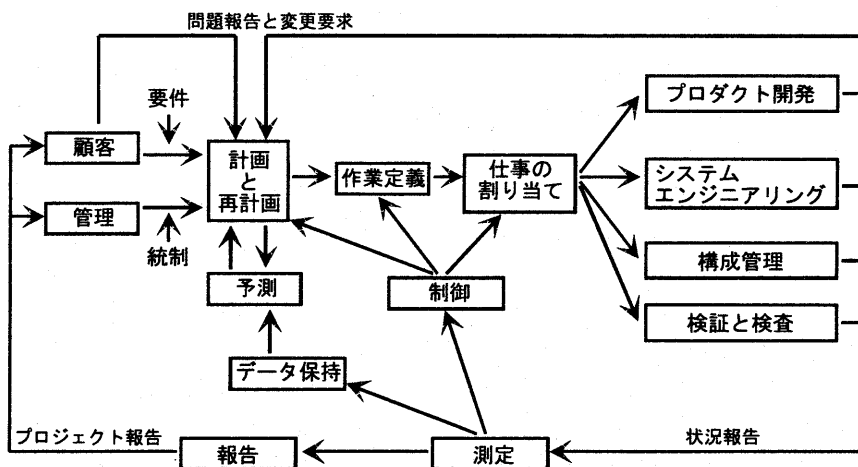 問題報告と変更要求
要件
顧客
管理
統制
計画
と
再計画
予測
データ保持
作業定義
仕事の
割り当て
制御
プロダクト開発
システム
エンジニアリング
構成管理
検証と検査
プロジェクト報告
報告
測定
状況報告